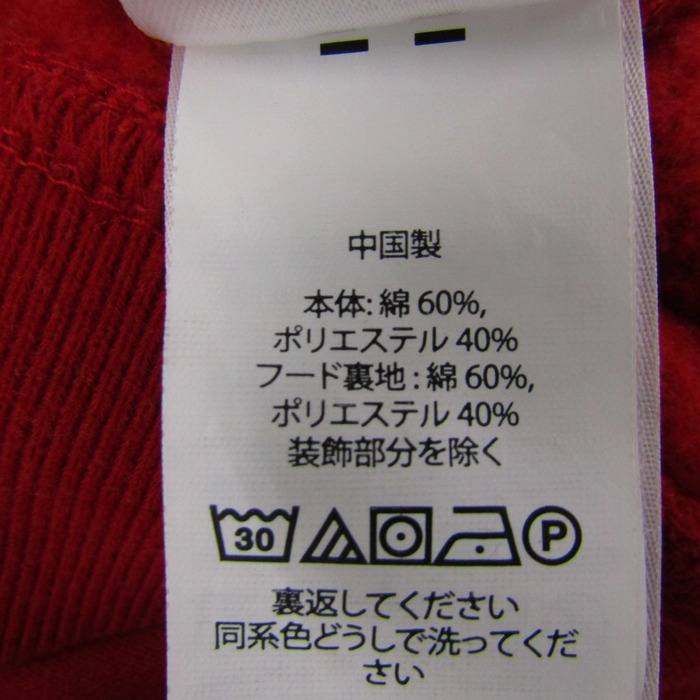 中国製
本体: 綿 60%,
ポリエステル 40%
フード裏地 : 綿 60%,
ポリエステル 40%
装飾部分を除く
30 P
裏返してください
同系色どうしで洗ってくだ
さい